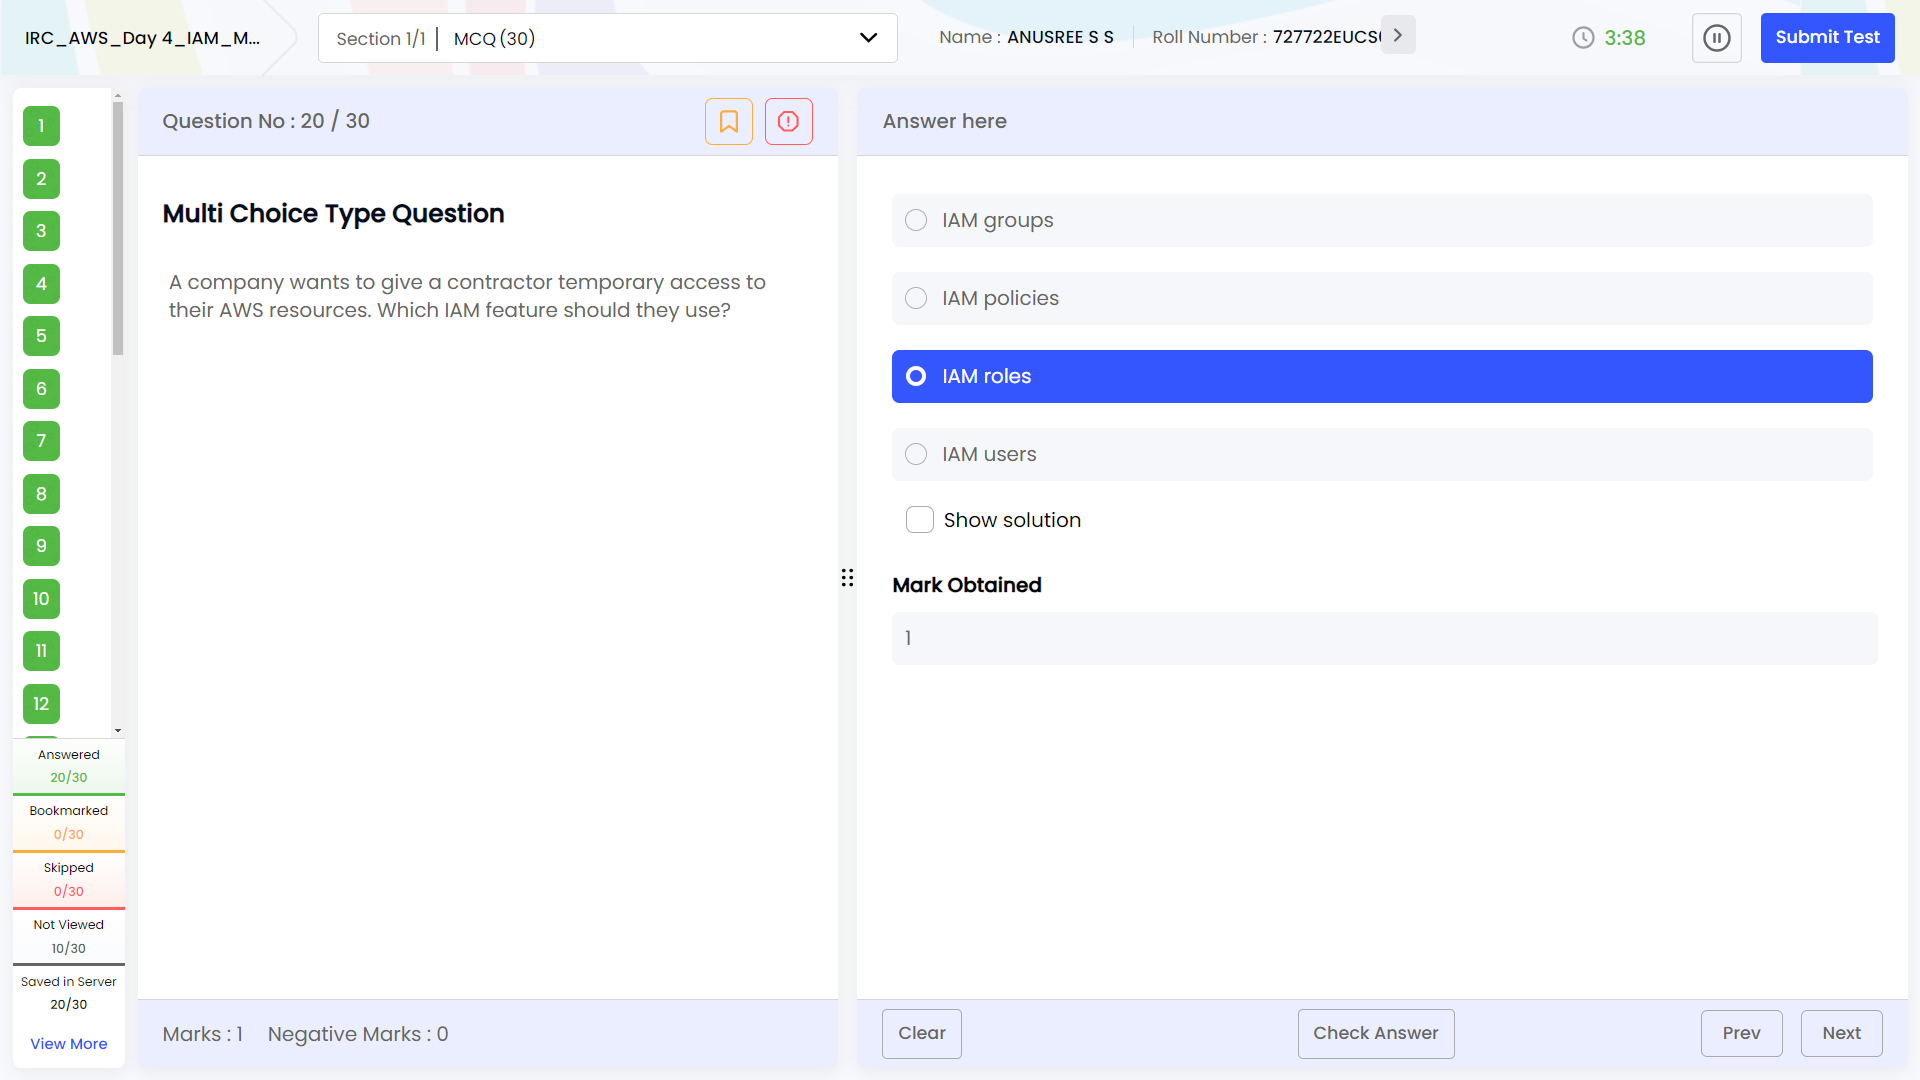 IRC_AWS_Day 4_IAM_M...
Section 1/1 | MCQ (30)
Name : ANUSREE S S
Roll Number : 727722EUCS
3:38
Submit Test
1
2
3
4
5
6
7
8
9
10
11
12
Answered
20/30
Bookmarked
0/30
Skipped
0/30
Not Viewed
10/30
Saved in Server
20/30
View More
Question No : 20 / 30
Multi Choice Type Question
A company wants to give a contractor temporary access to
their AWS resources. Which IAM feature should they use?
Marks : 1 Negative Marks : 0
Answer here
IAM groups
IAM policies
IAM roles
IAM users
Show solution
Mark Obtained
1
Clear
Check Answer
Prev
Next